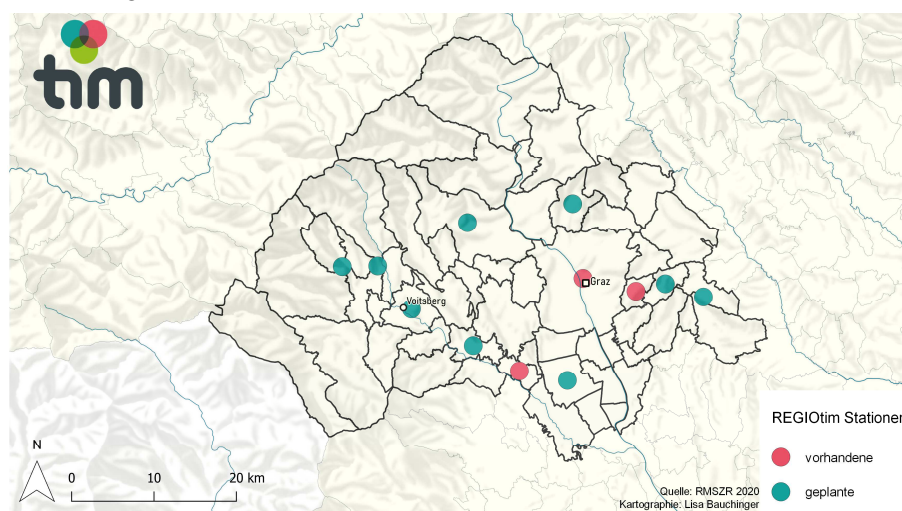 tim
Graz
Voitsberg
REGIOtim Stationen
vorhandene
geplante
N
0 10 20 km
Quelle: RMSZR 2020
Kartographie: Lisa Bauchinger